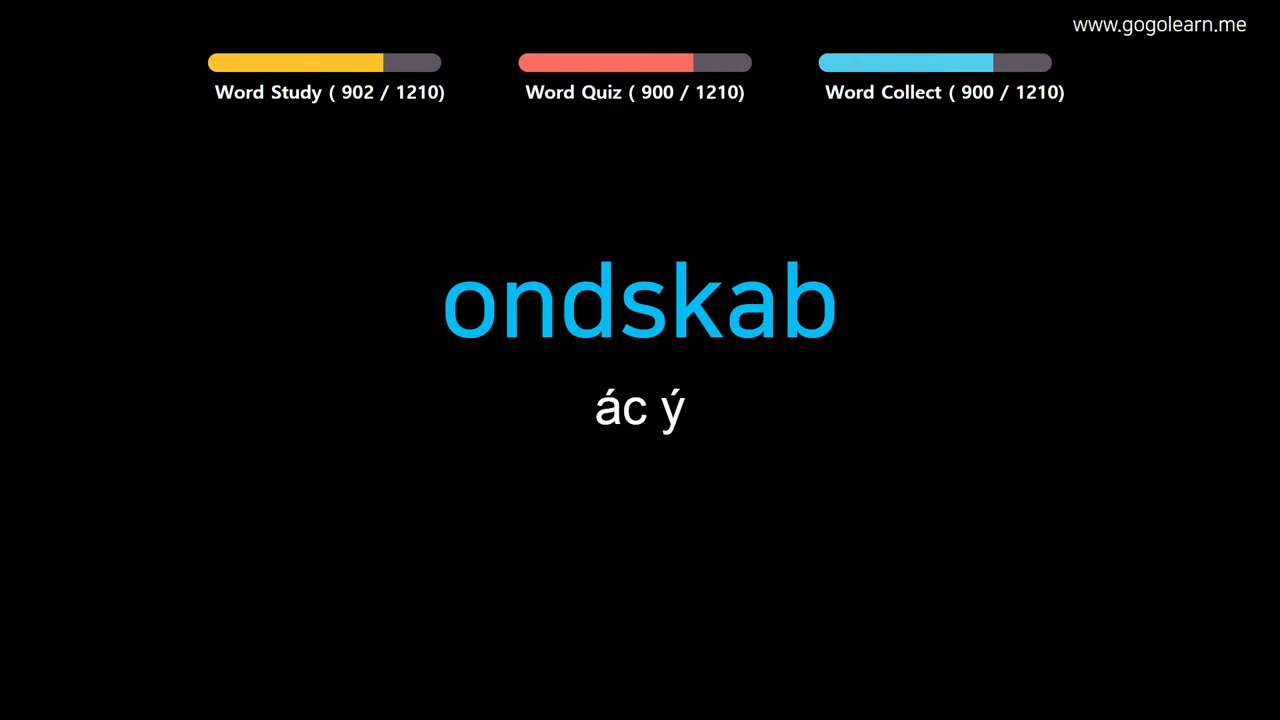 www.gogolearn.me
Word Study ( 902 / 1210)
Word Quiz ( 900 / 1210)
Word Collect ( 900 / 1210)
ondskab
ác ý